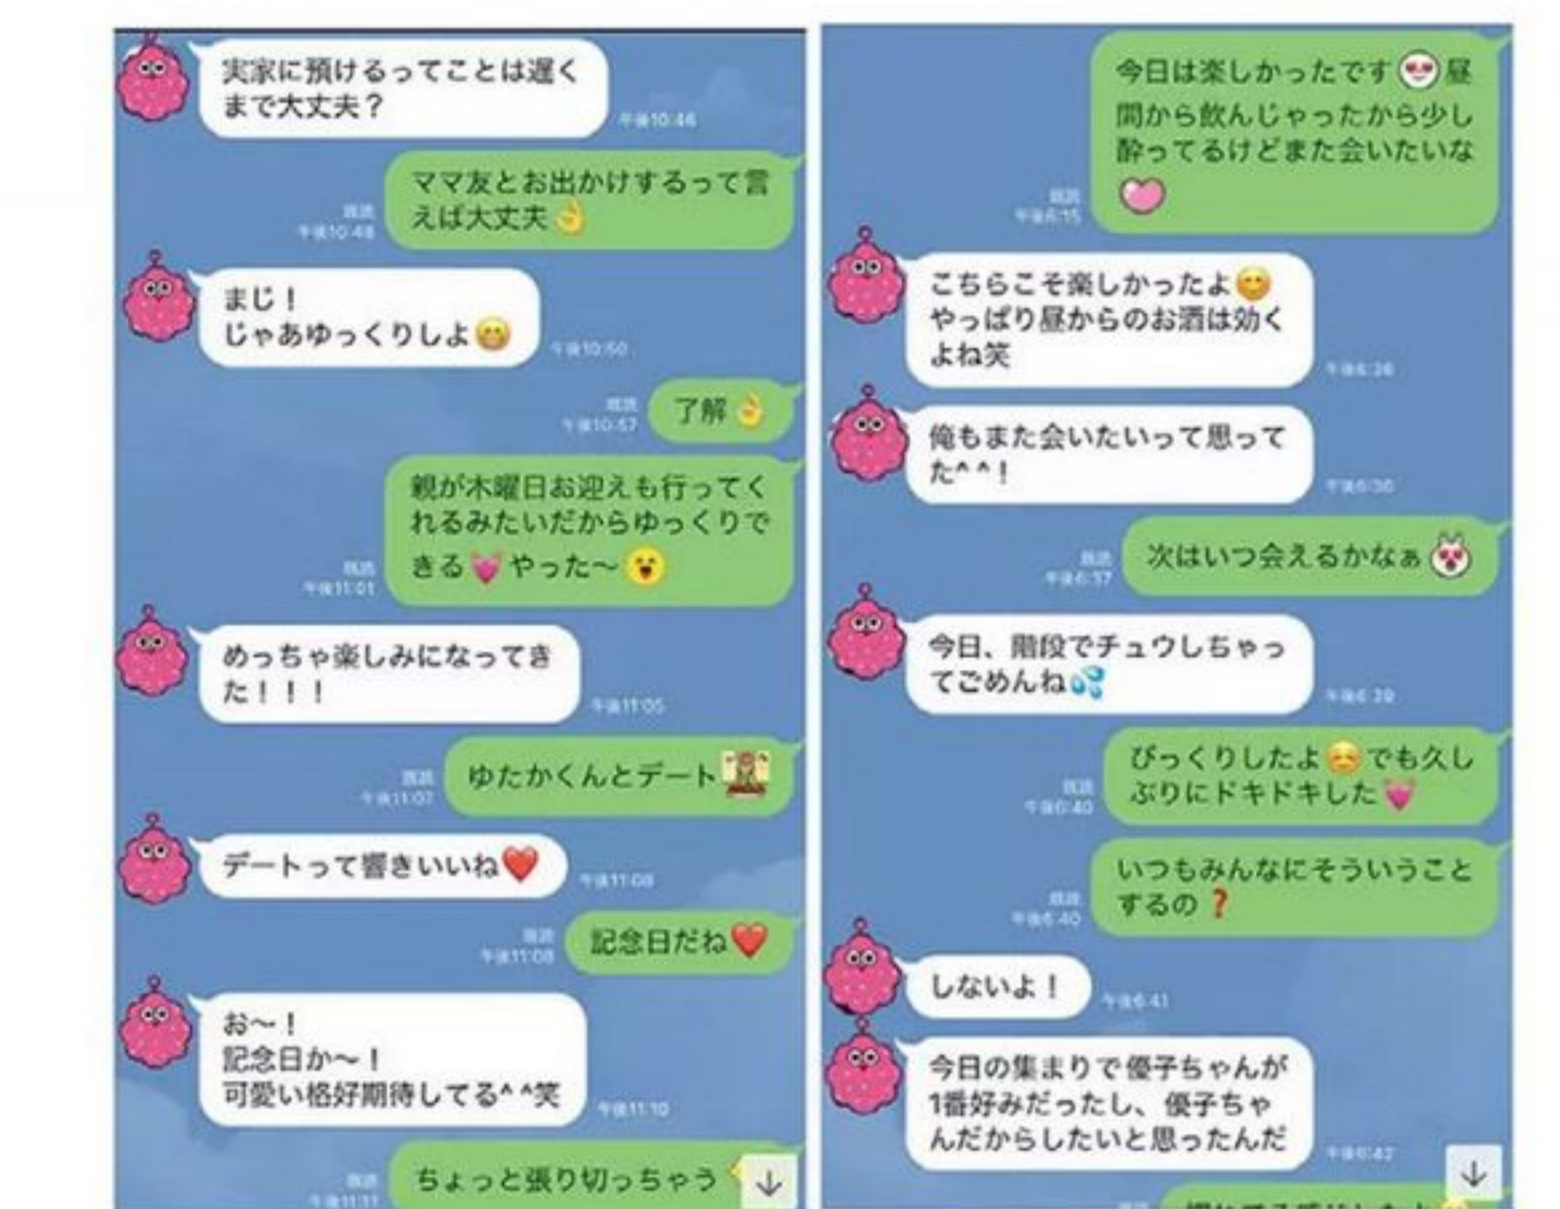 実家に預けるってことは遅く
まで大丈夫？
午後10:46
ママ友とお出かけするって言
えば大丈夫👌
既読
午後10:48
まじ！
じゃあゆっくりしよ😁
午後10:50
了解👌
既読
午後10:57
親が木曜日お迎えも行ってく
れるみたいだからゆっくりで
きる💓やった〜😮
既読
午後11:01
めっちゃ楽しみになってき
た！！！
午後11:05
ゆたかくんとデート
既読
午後11:07
デートって響きいいね❤️
午後11:08
記念日だね❤️
既読
午後11:08
お〜！
記念日か〜！
可愛い格好期待してる^ ^笑
午後11:10
ちょっと張り切っちゃう
既読
午後11:11
今日は楽しかったです昼
間から飲んじゃったから少し
酔ってるけどまた会いたいな
既読
午後6:15
こちらこそ楽しかったよ😊
やっぱり昼からのお酒は効く
よね笑
俺もまた会いたいって思って
た^ ^！
次はいつ会えるかなぁ
既読
午後6:37
今日、階段でチュウしちゃっ
てごめんね💦
午後6:39
びっくりしたよ☺️でも久し
ぶりにドキドキした💓
既読
午後6:40
いつもみんなにそういうこと
するの❓
既読
午後6:40
しないよ！
午後6:41
今日の集まりで優子ちゃんが
1番好みだったし、優子ちゃ
んだからしたいと思ったんだ
午後6:42